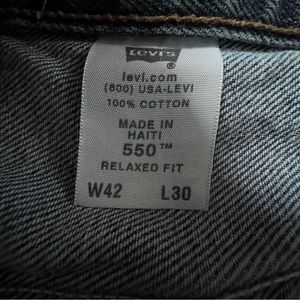 Levi's
®
levi.com
(800) USA-LEVI
100% COTTON
MADE IN
HAITI
550™
RELAXED FIT
W42 L30